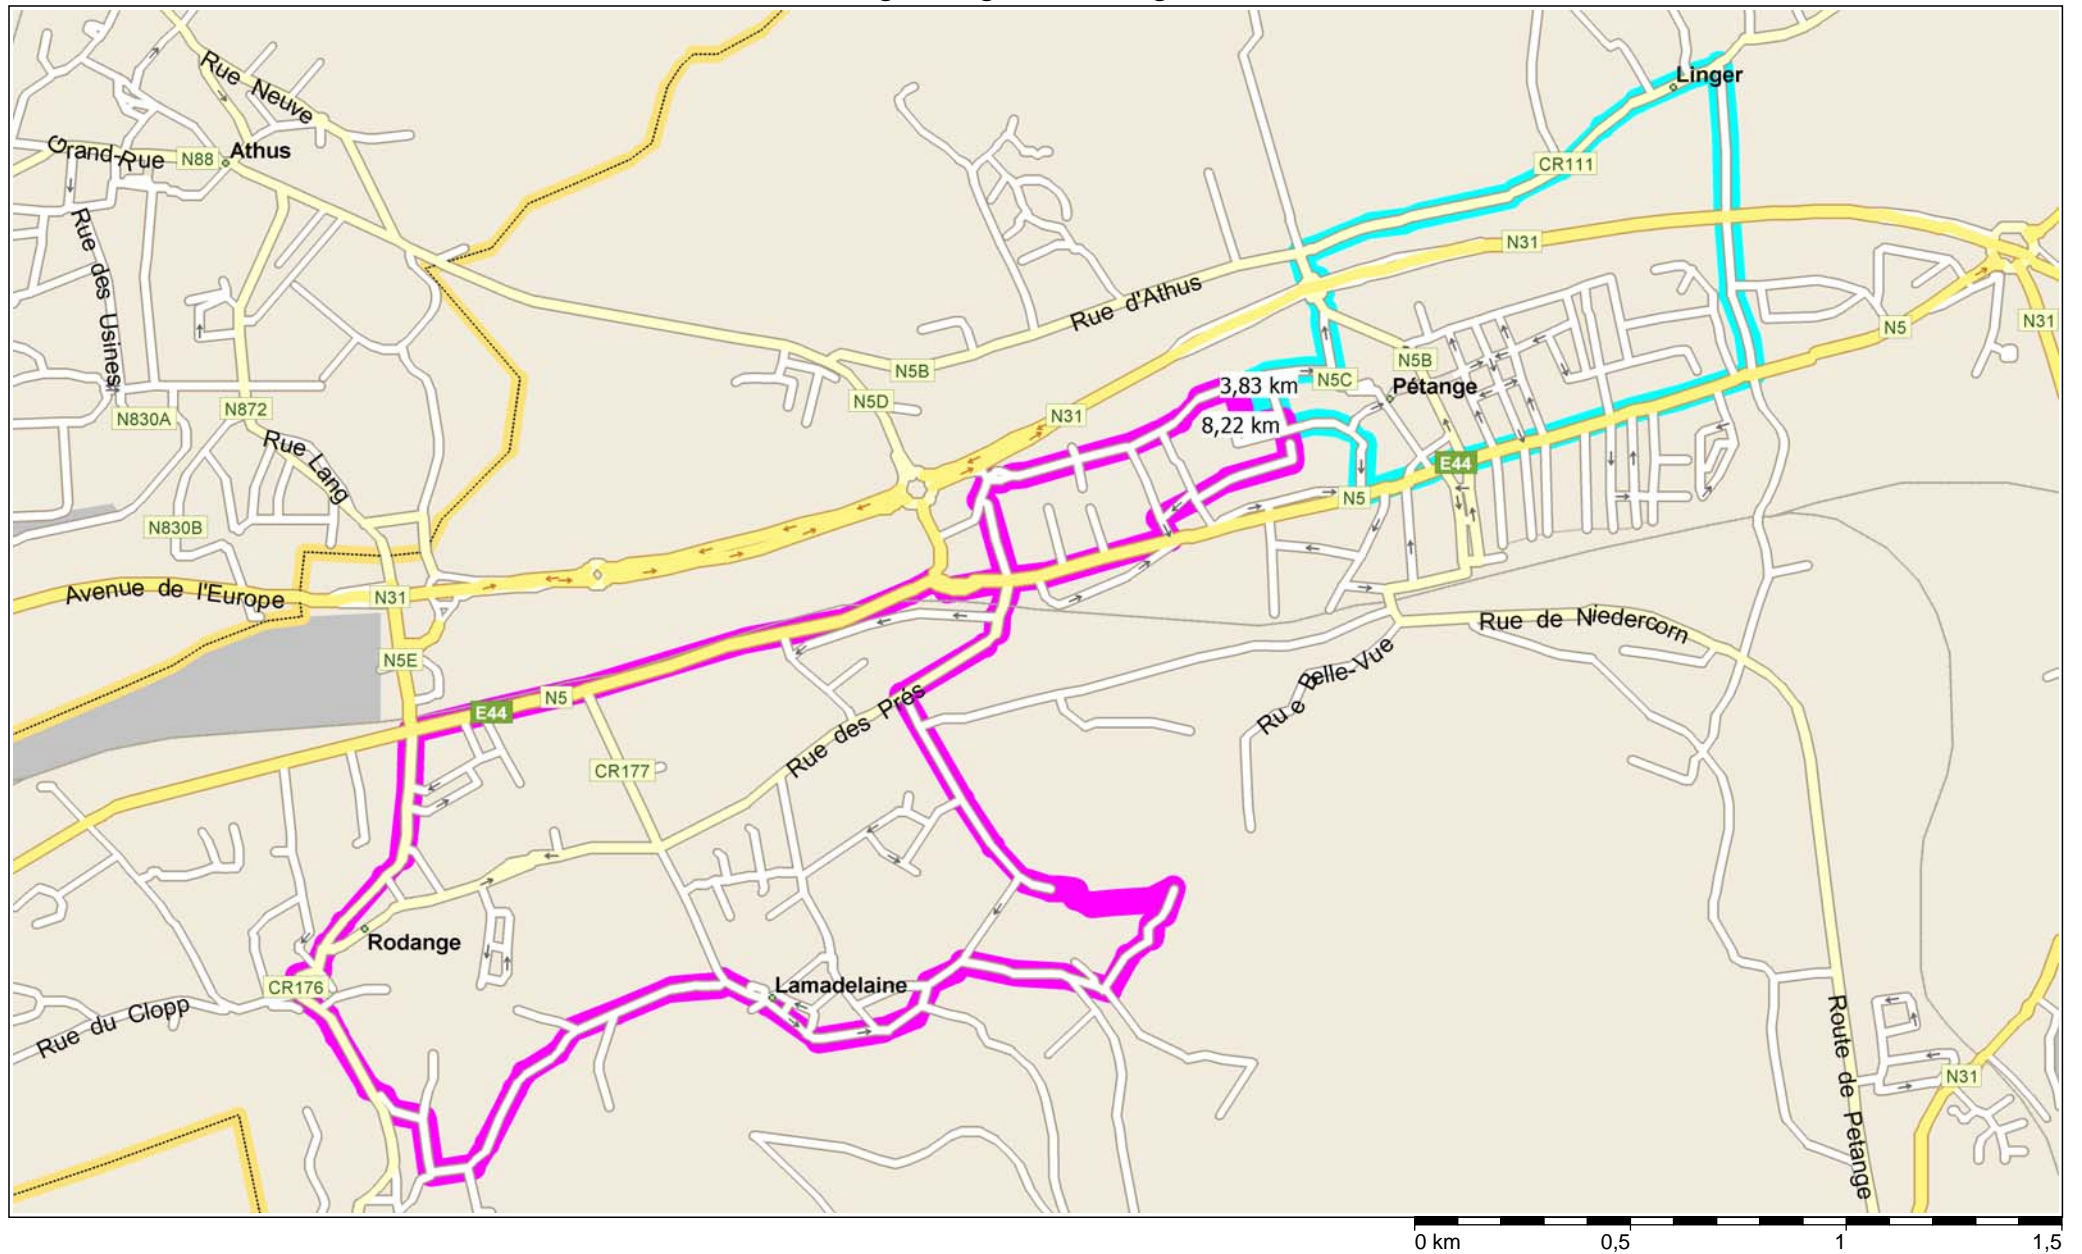 Linger
Rue Neuve
Grand-Rue
N88
Athus
CR111
Rue des Usines
N31
Rue d'Athus
N5
N31
N5B
N5B
N5C
3,83 km
Pétange
N5D
N872
N830A
N31
8,22 km
Rue Lang
E44
N5
N830B
Avenue de l'Europe
N31
Rue de Niedercorn
N5E
Rue Belle-Vue
N5
E44
Rue des Prés
CR177
Rodange
CR176
Lamadelaine
Rue du Clopp
Route de Petange
N31
0 km 0,5 1 1,5